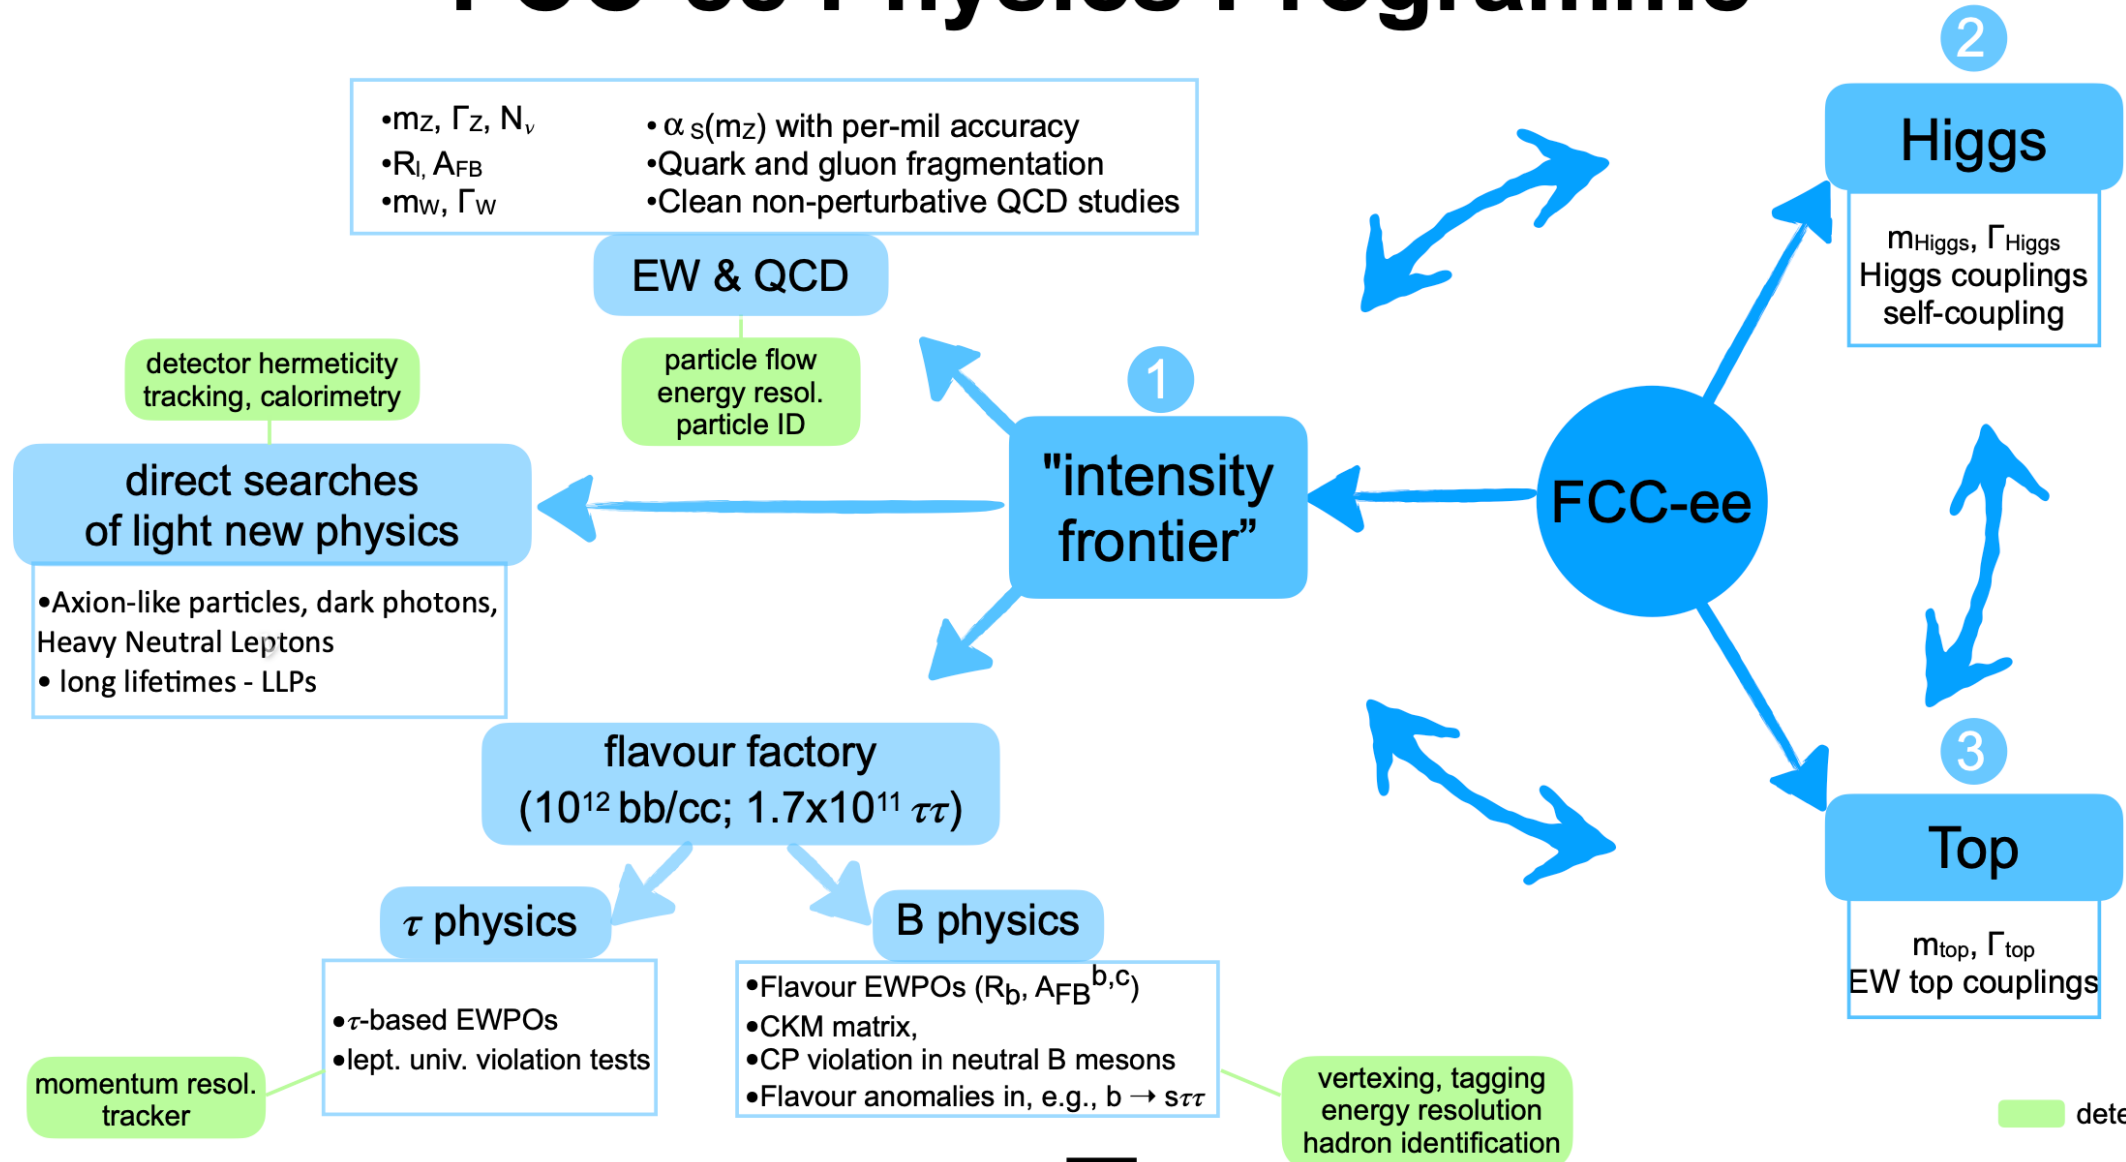 FCC-ee Physics Programme
•mZ, ΓZ, Nν
•Rl, AFB
•mW, ΓW
• αS(mZ) with per-mil accuracy
•Quark and gluon fragmentation
•Clean non-perturbative QCD studies
EW & QCD
particle flow
energy resol.
particle ID
detector hermeticity
tracking, calorimetry
direct searches
of light new physics
•Axion-like particles, dark photons,
Heavy Neutral Leptons
• long lifetimes - LLPs
1
"intensity
frontier”
FCC-ee
2
Higgs
mHiggs, ΓHiggs
Higgs couplings
self-coupling
3
Top
mtop, Γtop
EW top couplings
flavour factory
(10¹² bb/cc; 1.7x10¹¹ ττ)
τ physics
•τ-based EWPOs
•lept. univ. violation tests
momentum resol.
tracker
B physics
•Flavour EWPOs (Rb, AFBb,c)
•CKM matrix,
•CP violation in neutral B mesons
•Flavour anomalies in, e.g., b → sττ
vertexing, tagging
energy resolution
hadron identification
dete